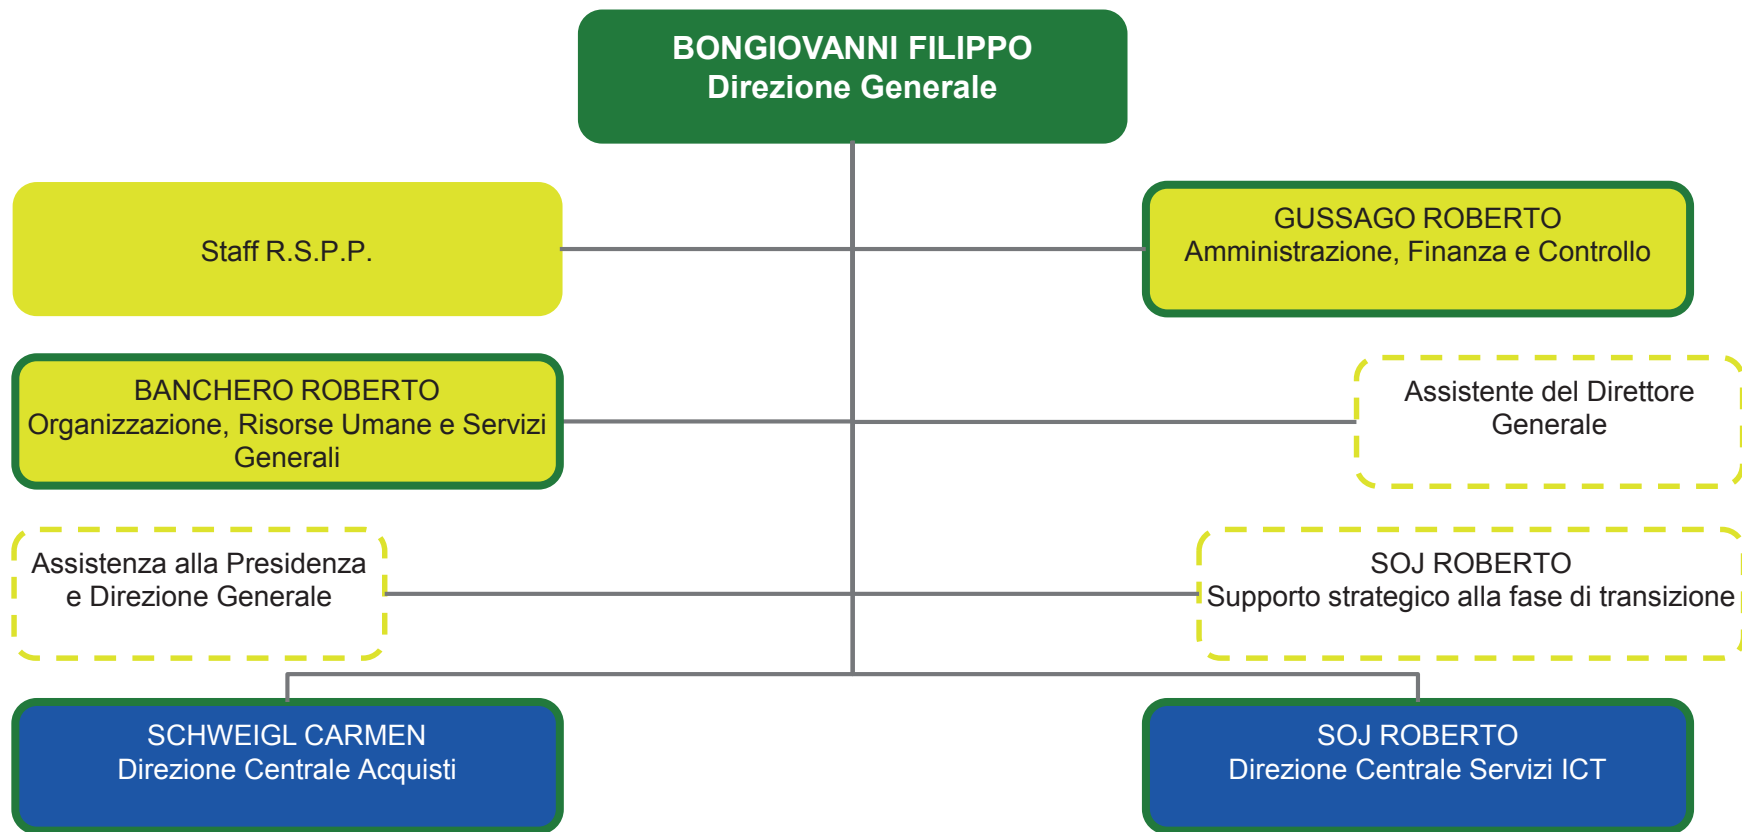 BONGIOVANNI FILIPPO
Direzione Generale
Staff R.S.P.P.
GUSSAGO ROBERTO
Amministrazione, Finanza e Controllo
BANCHERO ROBERTO
Organizzazione, Risorse Umane e Servizi
Generali
Assistente del Direttore
Generale
Assistenza alla Presidenza
e Direzione Generale
SOJ ROBERTO
Supporto strategico alla fase di transizione
SCHWEIGL CARMEN
Direzione Centrale Acquisti
SOJ ROBERTO
Direzione Centrale Servizi ICT